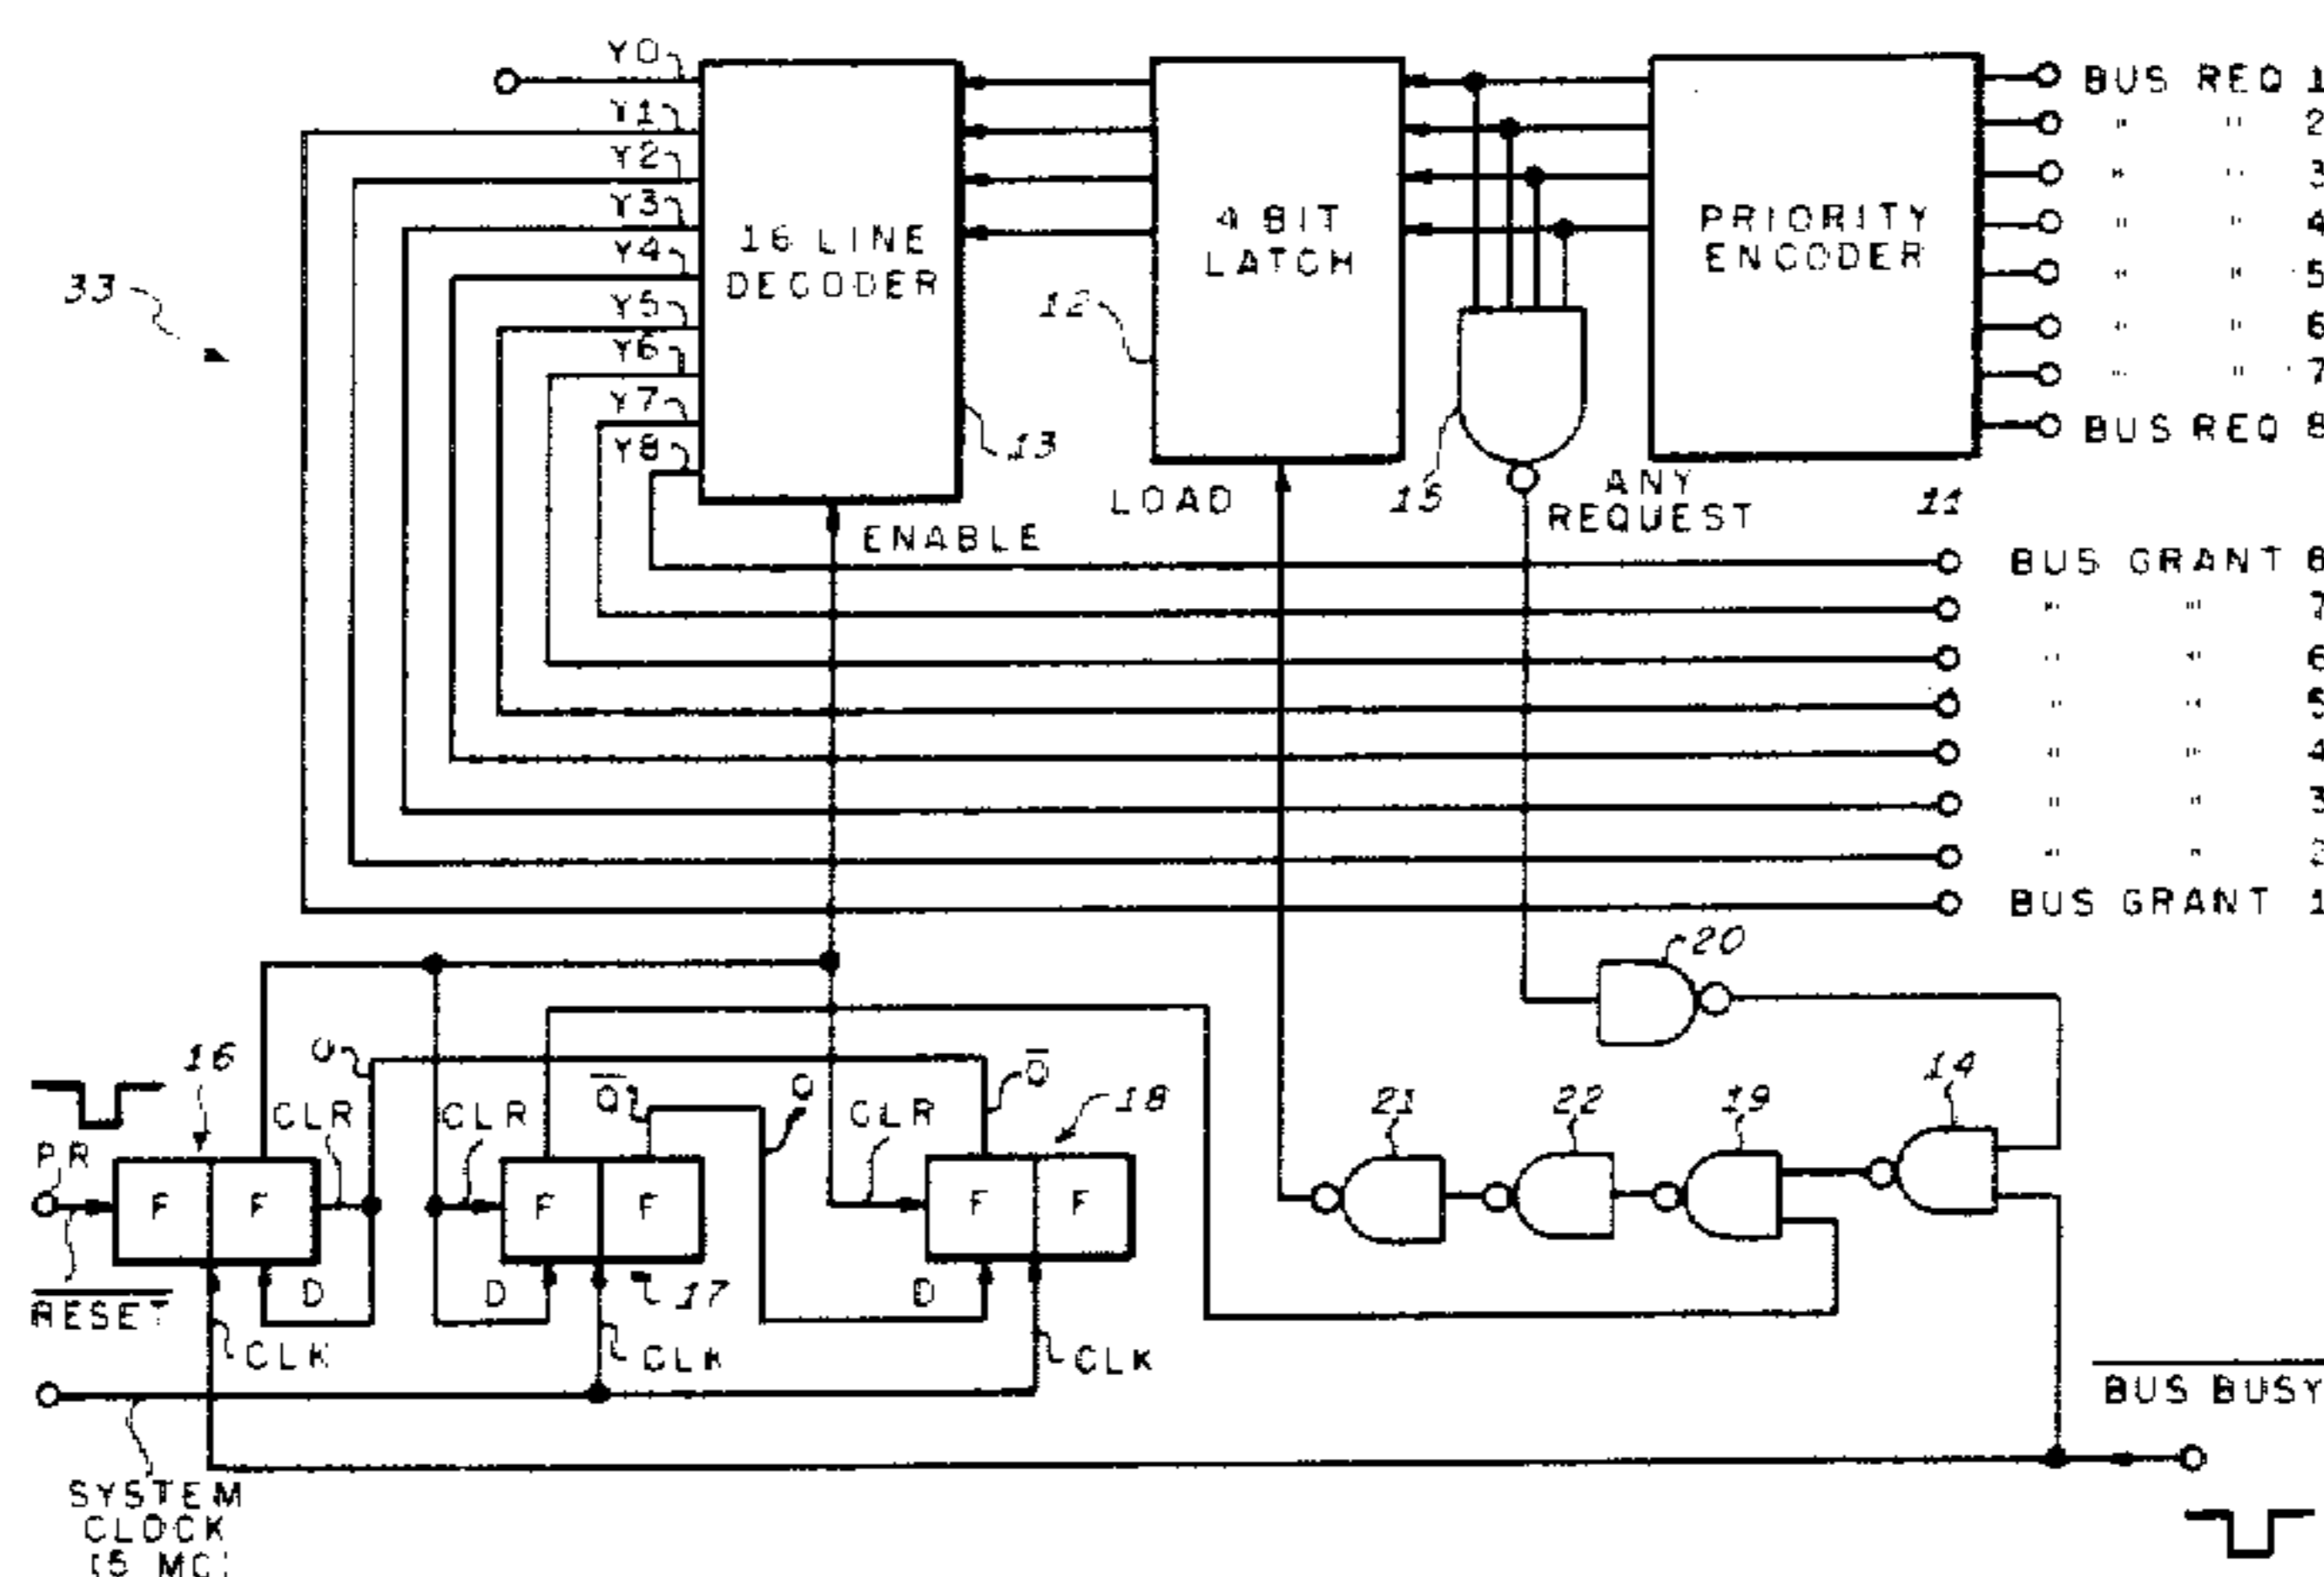 Y0
Y1
Y2
Y3
Y4
Y5
Y6
Y7
Y8
16 LINE
DECODER
13
ENABLE
4 BIT
LATCH
12
LOAD
15
ANY
REQUEST
PRIORITY
ENCODER
11
BUS REQ 1
" " 2
" " 3
" " 4
" " 5
" " 6
" " 7
BUS REQ 8
33
BUS GRANT 8
" " 7
" " 6
" " 5
" " 4
" " 3
" " 2
BUS GRANT 1
20
14
19
22
21
16
Q
CLR
PR
F F
RESET
D
CLK
CLR
Q
Q
F F
D
17
CLK
CLR
Q
18
F F
D
CLK
BUS BUSY
SYSTEM
CLOCK
(5 MC)